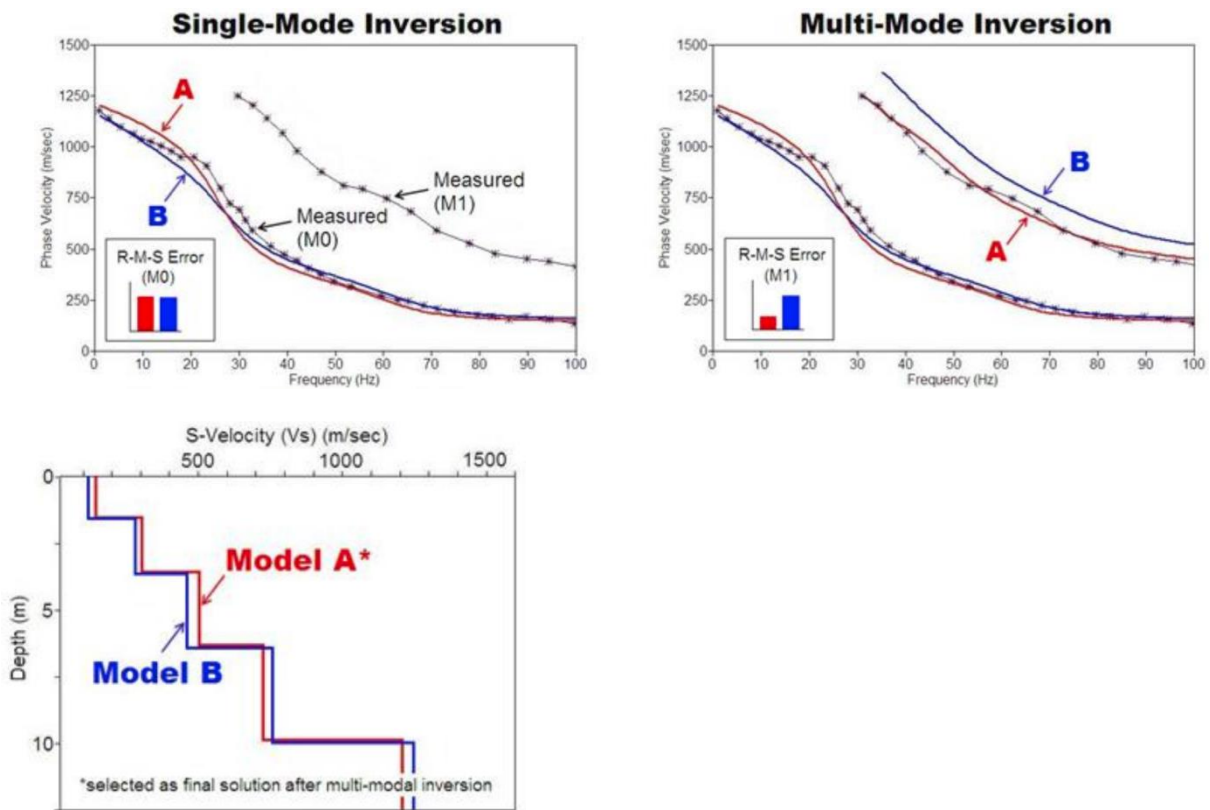 Single-Mode Inversion
1500
1250
1000
750
500
250
0
Phase Velocity (m/sec)
A
B
Measured
(M1)
Measured
(M0)
R-M-S Error
(M0)
0 10 20 30 40 50 60 70 80 90 100
Frequency (Hz)
Multi-Mode Inversion
1500
1250
1000
750
500
250
0
Phase Velocity (m/sec)
B
A
R-M-S Error
(M1)
0 10 20 30 40 50 60 70 80 90 100
Frequency (Hz)
S-Velocity (Vs) (m/sec)
500 1000 1500
0
5
10
Depth (m)
Model A*
Model B
*selected as final solution after multi-modal inversion